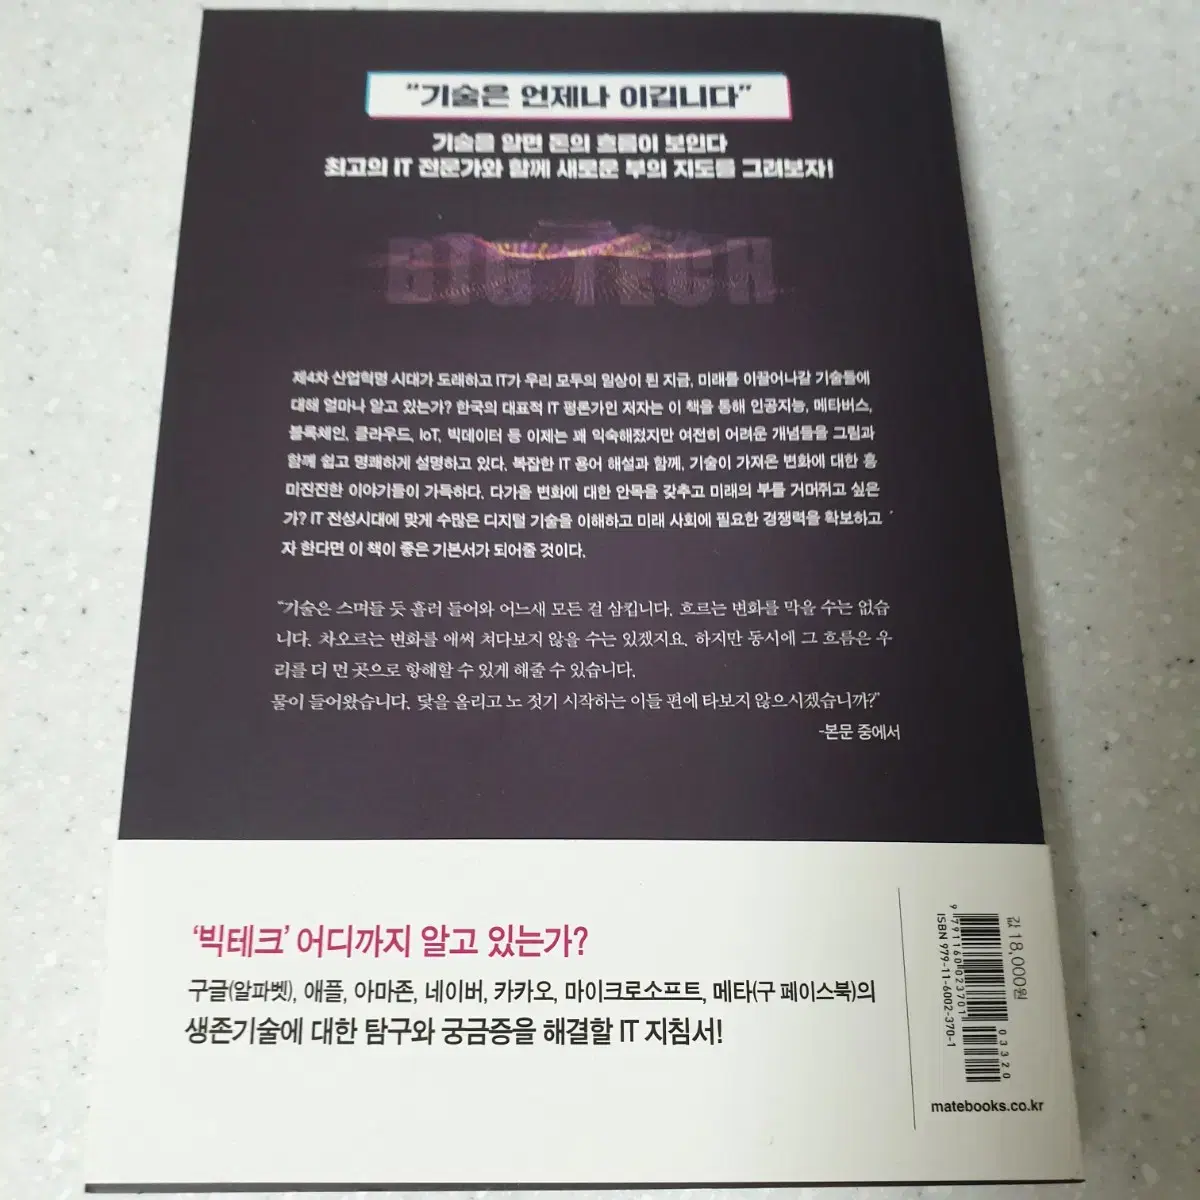 “기술은 언제나 이깁니다”
기술을 알면 돈의 흐름이 보인다
최고의 IT 전문가와 함께 새로운 부의 지도를 그려보자!
BIG TECH
제4차 산업혁명 시대가 도래하고 IT가 우리 모두의 일상이 된 지금, 미래를 이끌어나갈 기술들에
대해 얼마나 알고 있는가? 한국의 대표적 IT 평론가인 저자는 이 책을 통해 인공지능, 메타버스,
블록체인, 클라우드, IoT, 빅데이터 등 이제는 꽤 익숙해졌지만 여전히 어려운 개념들을 그림과
함께 쉽고 명쾌하게 설명하고 있다. 복잡한 IT 용어 해설과 함께, 기술이 가져온 변화에 대한 흥
미진진한 이야기들이 가득하다. 다가올 변화에 대한 안목을 갖추고 미래의 부를 거머쥐고 싶은
가? IT 전성시대에 맞게 수많은 디지털 기술을 이해하고 미래 사회에 필요한 경쟁력을 확보하고
자 한다면 이 책이 좋은 기본서가 되어줄 것이다.
“기술은 스며들 듯 흘러 들어와 어느새 모든 걸 삼킵니다. 흐르는 변화를 막을 수는 없습
니다. 차오르는 변화를 애써 쳐다보지 않을 수는 있겠지요. 하지만 동시에 그 흐름은 우
리를 더 먼 곳으로 항해할 수 있게 해줄 수 있습니다.
물이 들어왔습니다. 닻을 올리고 노 젓기 시작하는 이들 편에 타보지 않으시겠습니까?”
-본문 중에서
‘빅테크’ 어디까지 알고 있는가?
구글(알파벳), 애플, 아마존, 네이버, 카카오, 마이크로소프트, 메타(구 페이스북)의
생존기술에 대한 탐구와 궁금증을 해결할 IT 지침서!
값 18,000원
03320
9 791160 023701
ISBN 979-11-6002-370-1
matebooks.co.kr